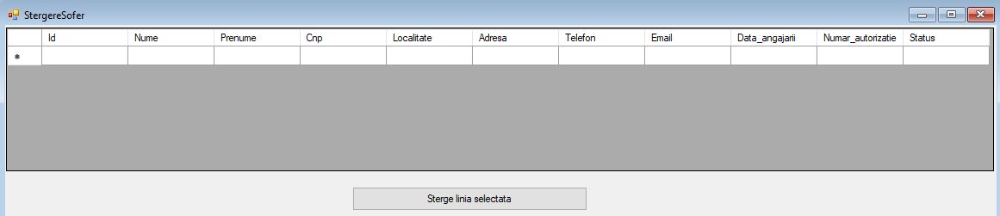 StergereSofer
Id Nume Prenume Cnp Localitate Adresa Telefon Email Data_angajarii Numar_autorizatie Status
*
Sterge linia selectata